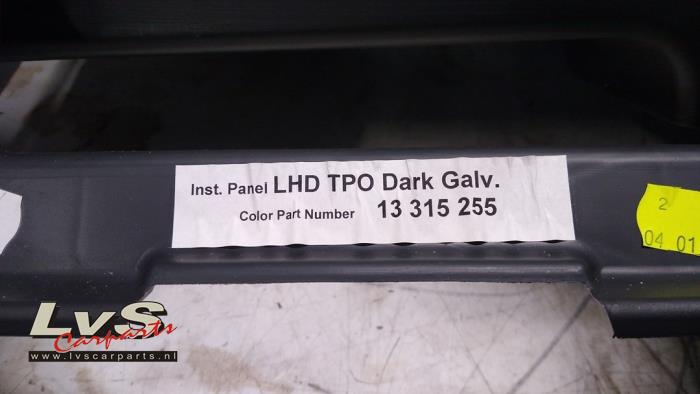 Inst. Panel LHD TPO Dark Galv.
Color Part Number 13 315 255
2
04 01
LvS
Carparts
www.lvscarparts.nl